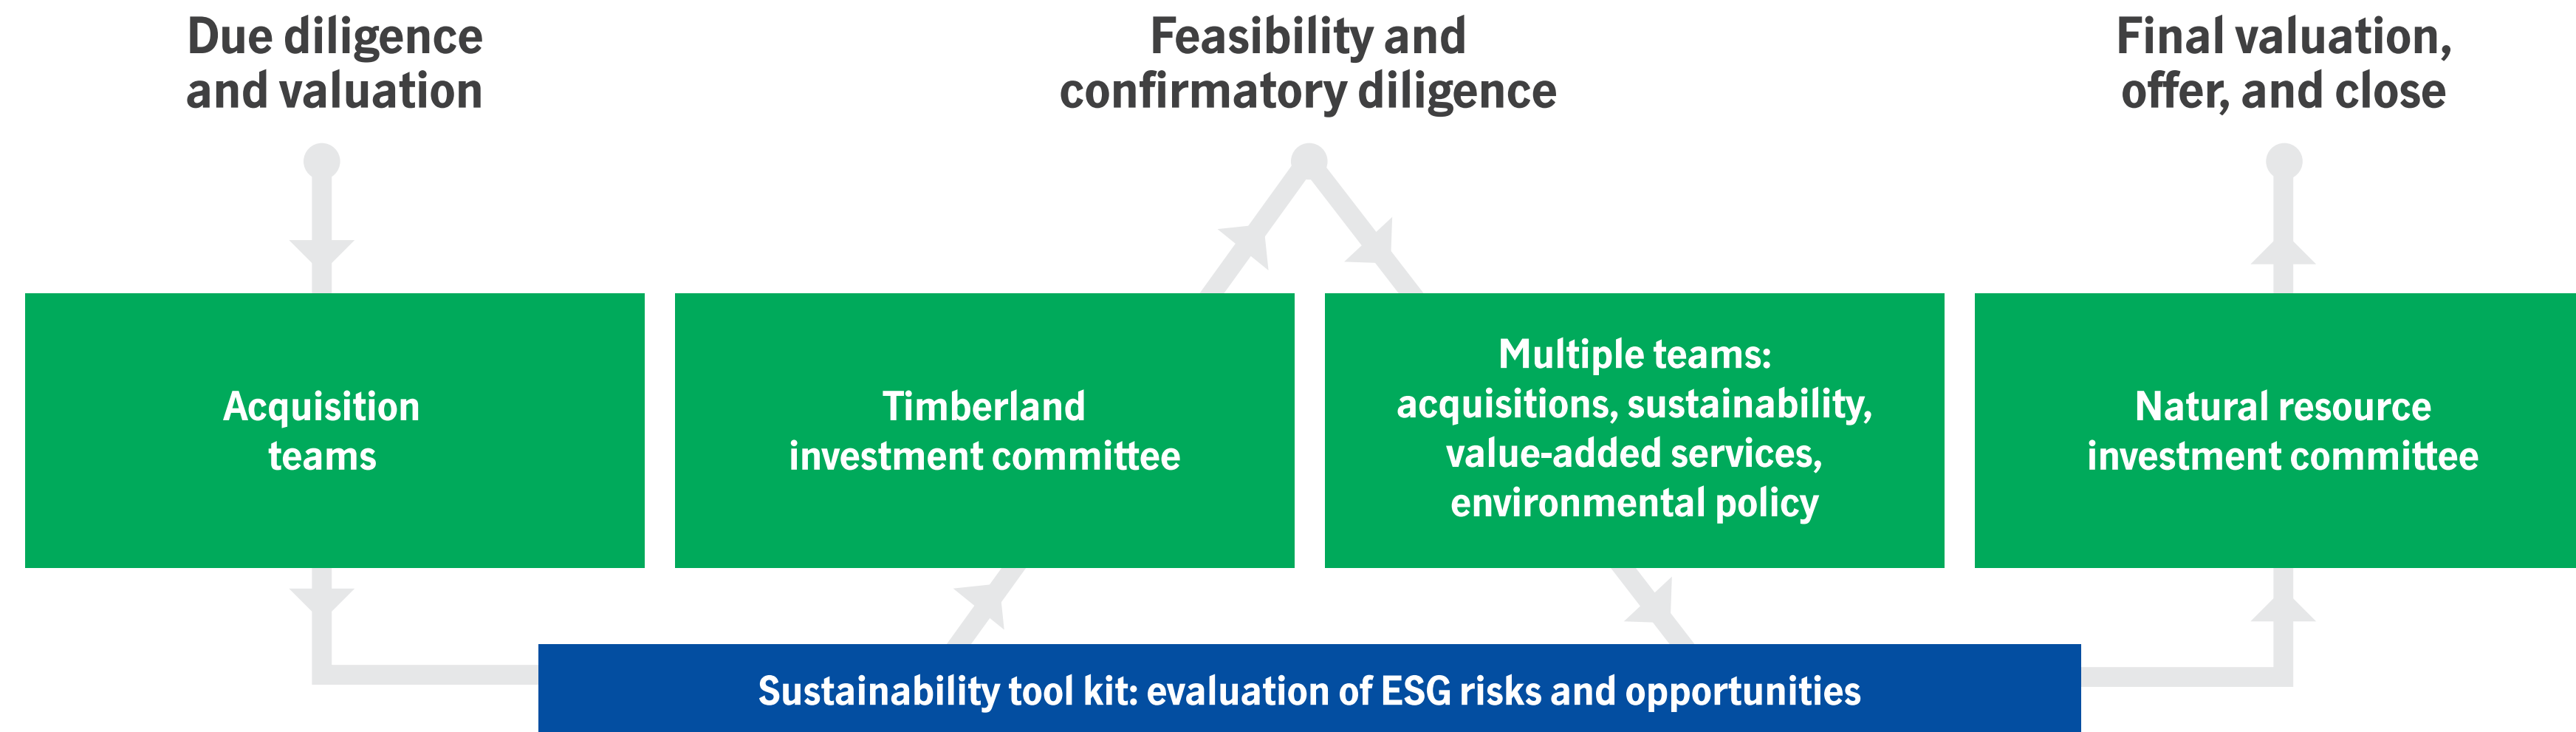 Due diligence
and valuation
Feasibility and
confirmatory diligence
Final valuation,
offer, and close
Acquisition
teams
Timberland
investment committee
Multiple teams:
acquisitions, sustainability,
value-added services,
environmental policy
Natural resource
investment committee
Sustainability tool kit: evaluation of ESG risks and opportunities